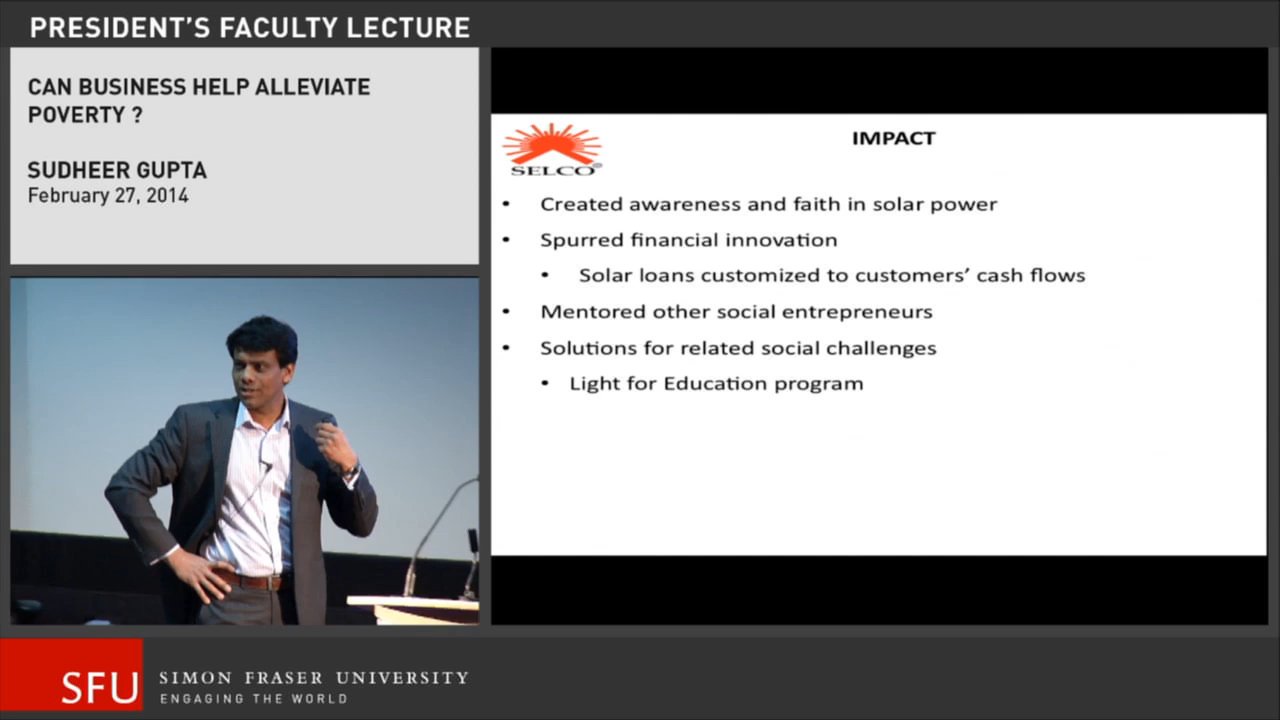 PRESIDENT'S FACULTY LECTURE
CAN BUSINESS HELP ALLEVIATE
POVERTY ?
SUDHEER GUPTA
February 27, 2014
SELCO®
IMPACT
• Created awareness and faith in solar power
• Spurred financial innovation
• Solar loans customized to customers' cash flows
• Mentored other social entrepreneurs
• Solutions for related social challenges
• Light for Education program
SFU
SIMON FRASER UNIVERSITY
ENGAGING THE WORLD